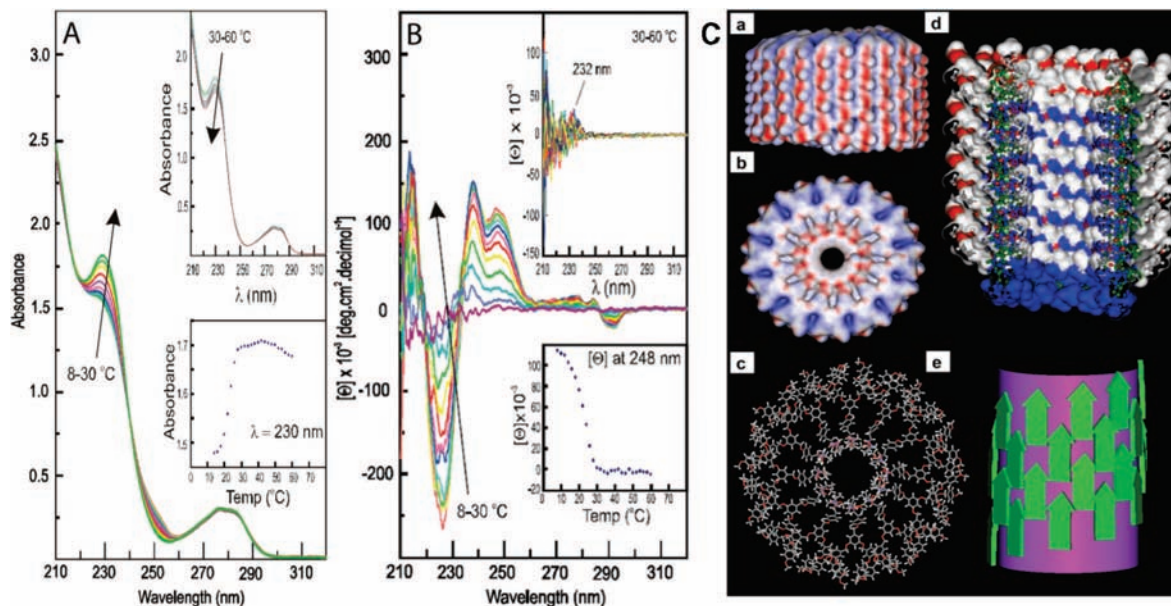 A
3.0
2.5
2.0
1.5
1.0
0.5
Absorbance
8–30 °C
210 230 250 270 290 310
Wavelength (nm)
30-60 °C
2.0
1.5
1.0
0.5
Absorbance
210 230 250 270 290 310
λ (nm)
1.7
1.6
1.5
Absorbance
λ = 230 nm
10 20 30 40 50 60 70
Temp (°C)
B
300
200
100
0
-100
-200
[Θ] x 10⁻³ [deg.cm².decimol⁻¹]
8–30 °C
210 230 250 270 290 310
Wavelength (nm)
30-60 °C
232 nm
100
50
0
-50
-100
-150
[Θ] x 10⁻³
210 230 250 270 290 310
λ (nm)
[Θ] at 248 nm
100
80
60
40
20
0
-20
[Θ]x10⁻³
0 10 20 30 40 50 60 70
Temp (°C)
C
a
b
c
d
e